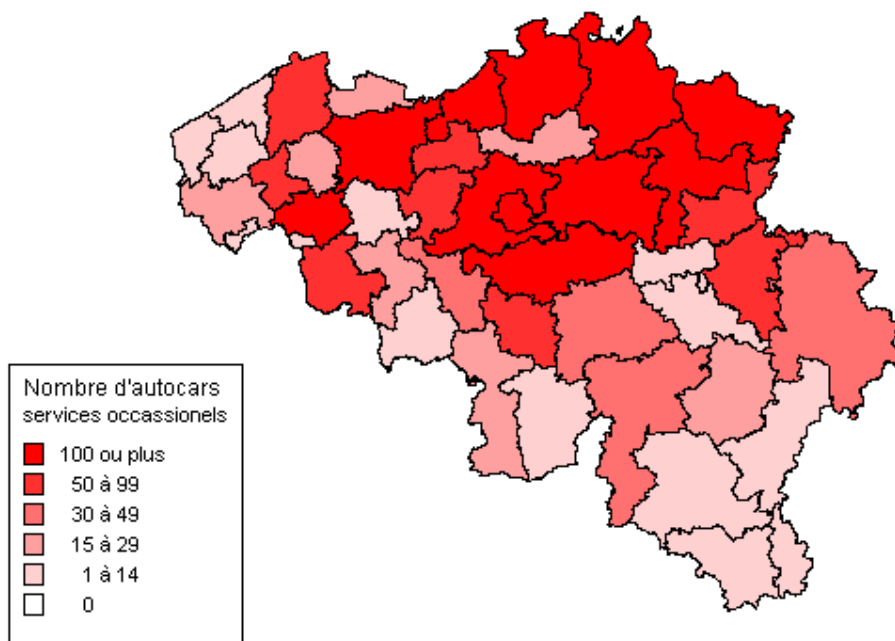 Nombre d'autocars
services occassionels
100 ou plus
50 à 99
30 à 49
15 à 29
1 à 14
0